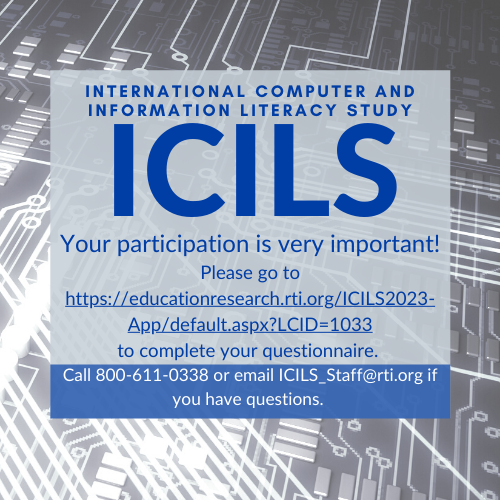 INTERNATIONAL COMPUTER AND
INFORMATION LITERACY STUDY
ICILS
Your participation is very important!
Please go to
https://educationresearch.rti.org/ICILS2023-
App/default.aspx?LCID=1033
to complete your questionnaire.
Call 800-611-0338 or email ICILS_Staff@rti.org if
you have questions.